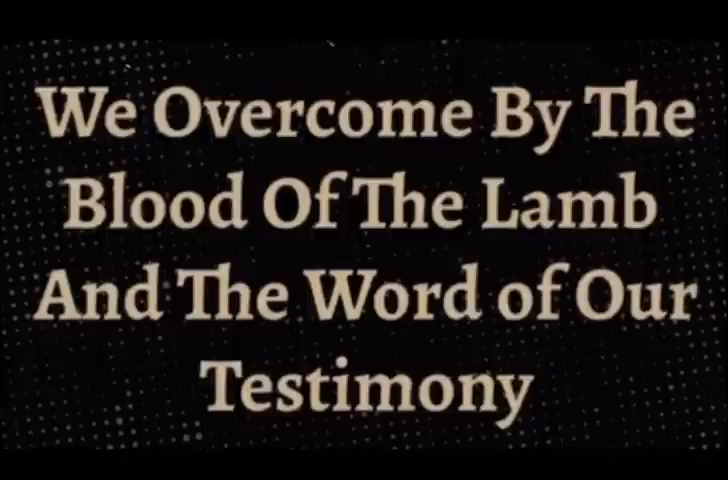 We Overcome By The
Blood Of The Lamb
And The Word of Our
Testimony